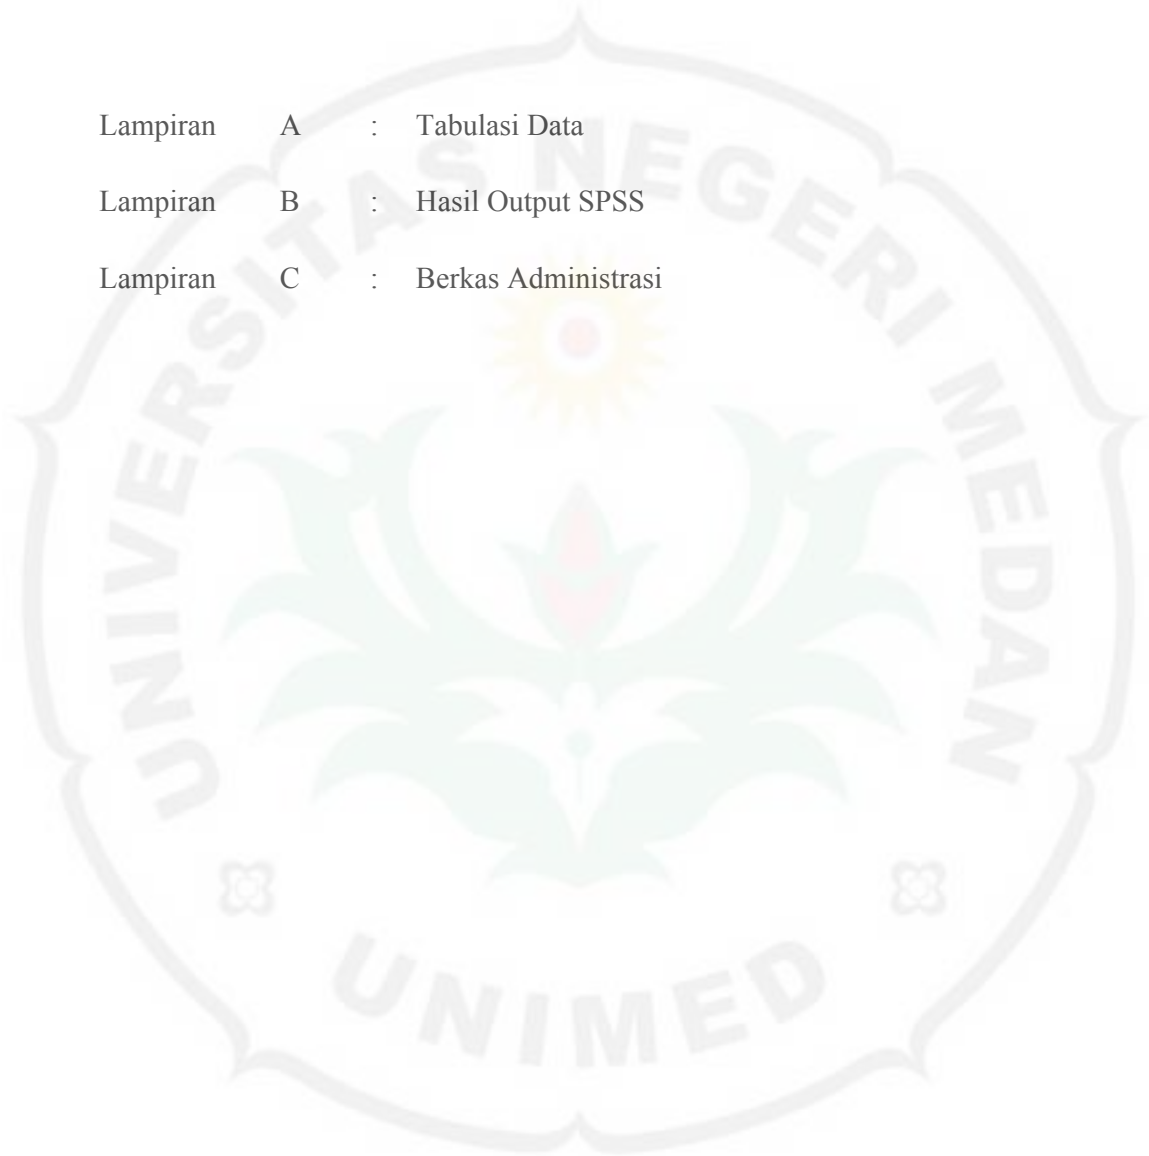 Lampiran A : Tabulasi Data
Lampiran B : Hasil Output SPSS
Lampiran C : Berkas Administrasi
UNIVERSITAS NEGERI MEDAN
UNIMED